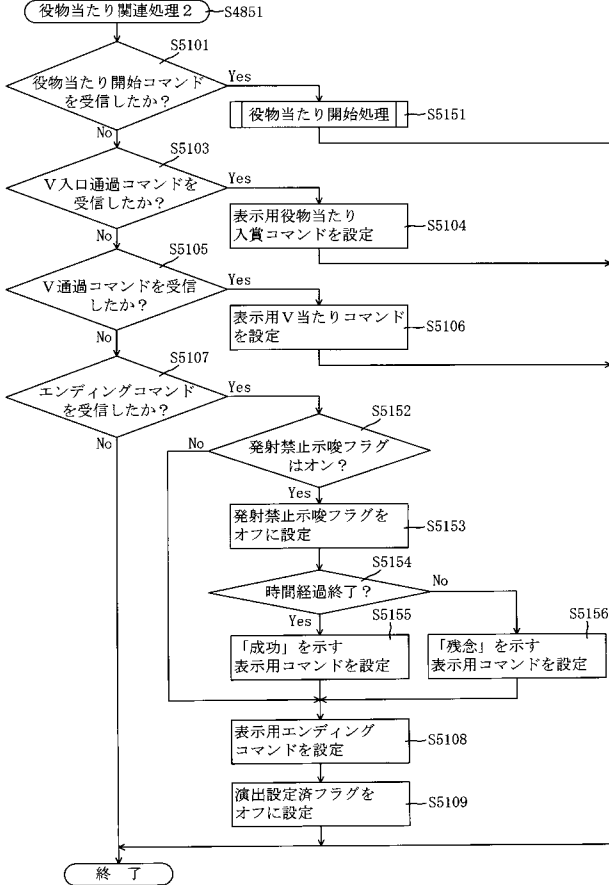 役物当たり関連処理2
S4851
S5101
役物当たり開始コマンド
を受信したか?
Yes
役物当たり開始処理
S5151
No
S5103
V入口通過コマンドを
受信したか?
Yes
表示用役物当たり
入賞コマンドを設定
S5104
No
S5105
V通過コマンドを受信
したか?
Yes
表示用V当たりコマンド
を設定
S5106
No
S5107
エンディングコマンド
を受信したか?
Yes
No
S5152
発射禁止示唆フラグ
はオン?
No
Yes
発射禁止示唆フラグを
オフに設定
S5153
S5154
時間経過終了?
No
Yes
S5155
「成功」を示す
表示用コマンドを設定
S5156
「残念」を示す
表示用コマンドを設定
表示用エンディング
コマンドを設定
S5108
演出設定済フラグを
オフに設定
S5109
終 了